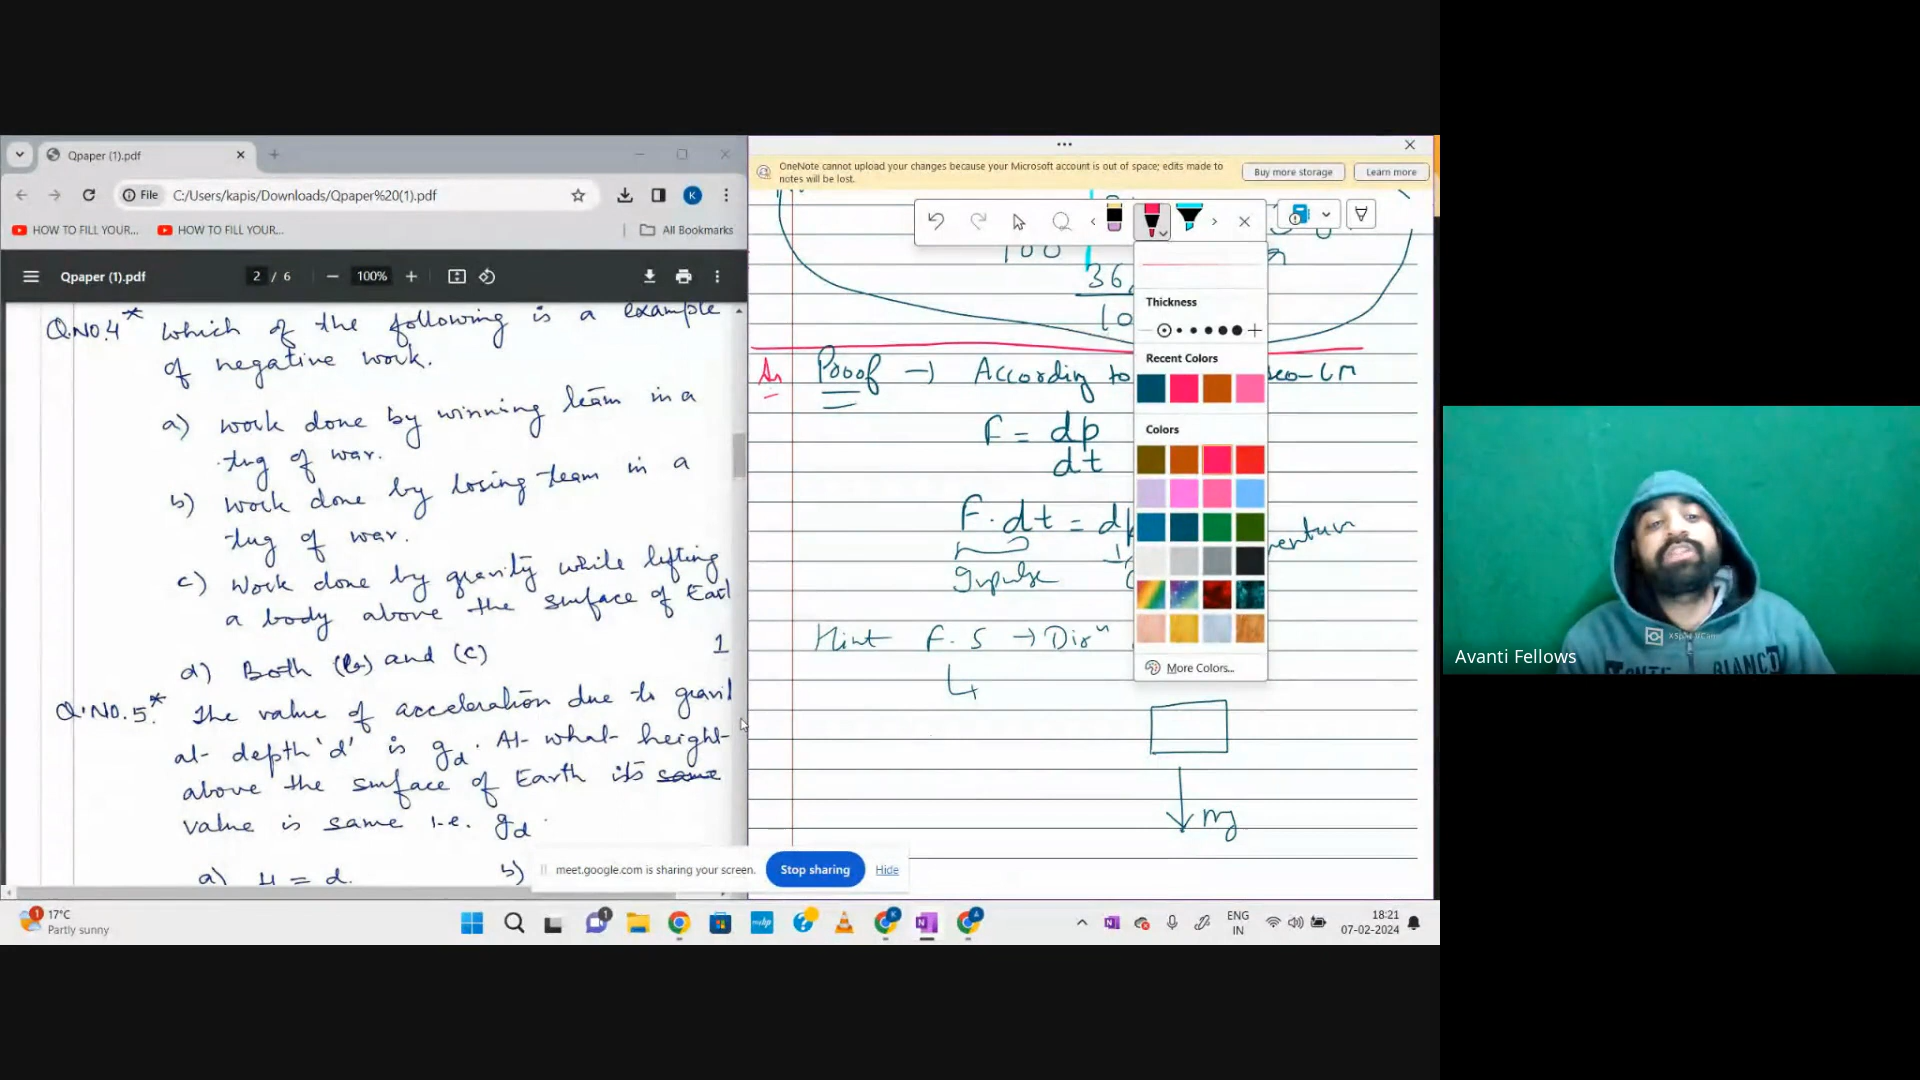 Qpaper (1).pdf
File
C:/Users/kapis/Downloads/Qpaper%20(1).pdf
K
HOW TO FILL YOUR...
HOW TO FILL YOUR...
All Bookmarks
Qpaper (1).pdf
2 / 6
100%
Q.NO.4* Which of the following is a example
of negative work.
a) work done by winning team in a
tug of war.
b) work done by losing team in a
tug of war.
c) Work done by gravity while lifting
a body above the surface of Eart
d) Both (b) and (c)
1
Q.NO.5.* The value of acceleration due to gravit
at depth 'd' is gd. At what height
above the surface of Earth its same
value is same i.e. gd.
a) H = d.
b)
meet.google.com is sharing your screen.
Stop sharing
Hide
OneNote cannot upload your changes because your Microsoft account is out of space; edits made to
notes will be lost.
Buy more storage
Learn more
100
36
10
Thickness
Recent Colors
Colors
More Colors...
Proof → According to
F = dp
dt
F. dt = dp
mentum
Impulse
Hint F. S → Dirⁿ
mg
Avanti Fellows
17°C
Partly sunny
ENG
IN
18:21
07-02-2024